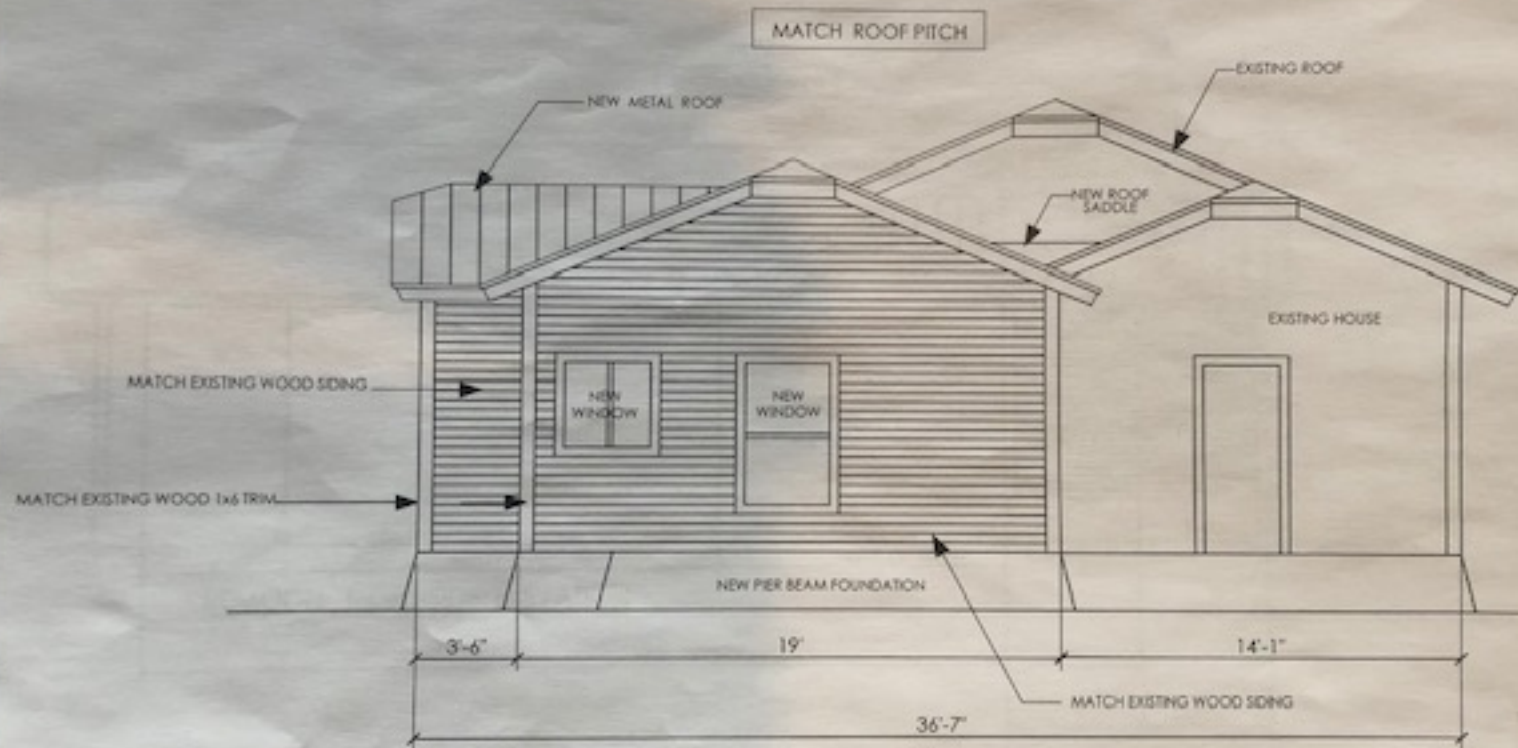 MATCH ROOF PITCH
EXISTING ROOF
NEW METAL ROOF
NEW ROOF
SADDLE
EXISTING HOUSE
MATCH EXISTING WOOD SIDING
NEW
WINDOW
NEW
WINDOW
MATCH EXISTING WOOD 1x6 TRIM
NEW PIER BEAM FOUNDATION
3'-6"
19'
14'-1"
MATCH EXISTING WOOD SIDING
36'-7"